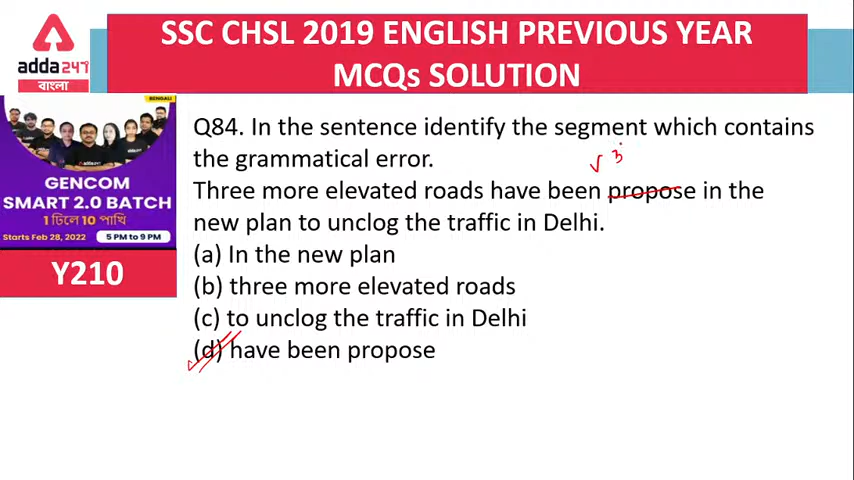 SSC CHSL 2019 ENGLISH PREVIOUS YEAR
MCQs SOLUTION
adda247
বাংলা
BENGALI
GENCOM
SMART 2.0 BATCH
1 ঢিলে 10 পাখি
Starts Feb 28, 2022 5 PM to 9 PM
Y210
Q84. In the sentence identify the segment which contains
the grammatical error.
√3
Three more elevated roads have been propose in the
new plan to unclog the traffic in Delhi.
(a) In the new plan
(b) three more elevated roads
(c) to unclog the traffic in Delhi
(d) have been propose